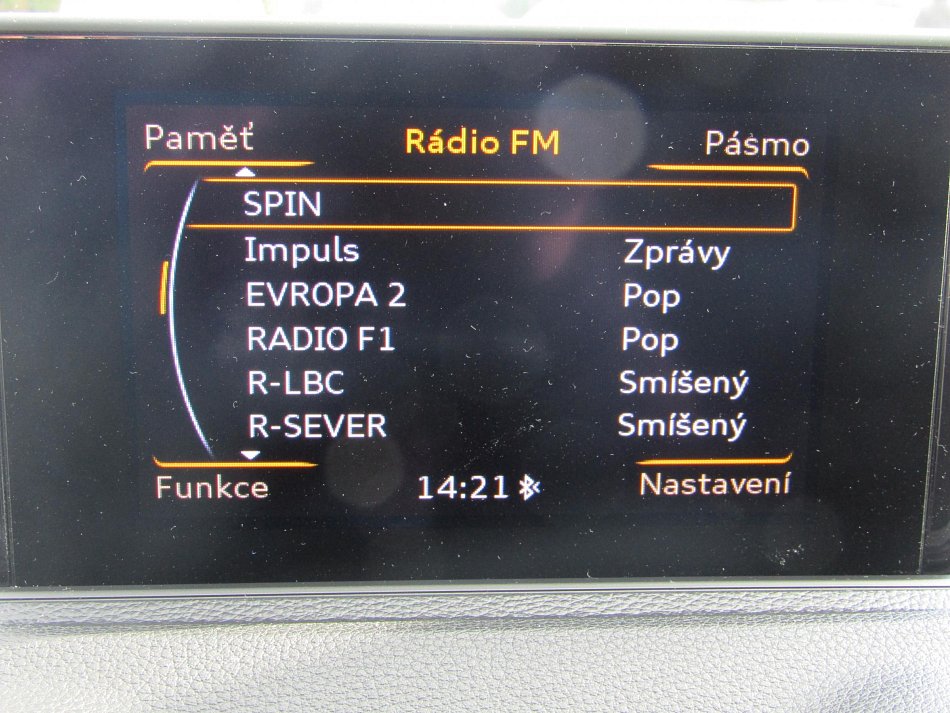 Paměť Rádio FM Pásmo
SPIN
Impuls Zprávy
EVROPA 2 Pop
RADIO F1 Pop
R-LBC Smíšený
R-SEVER Smíšený
Funkce 14:21 Nastavení